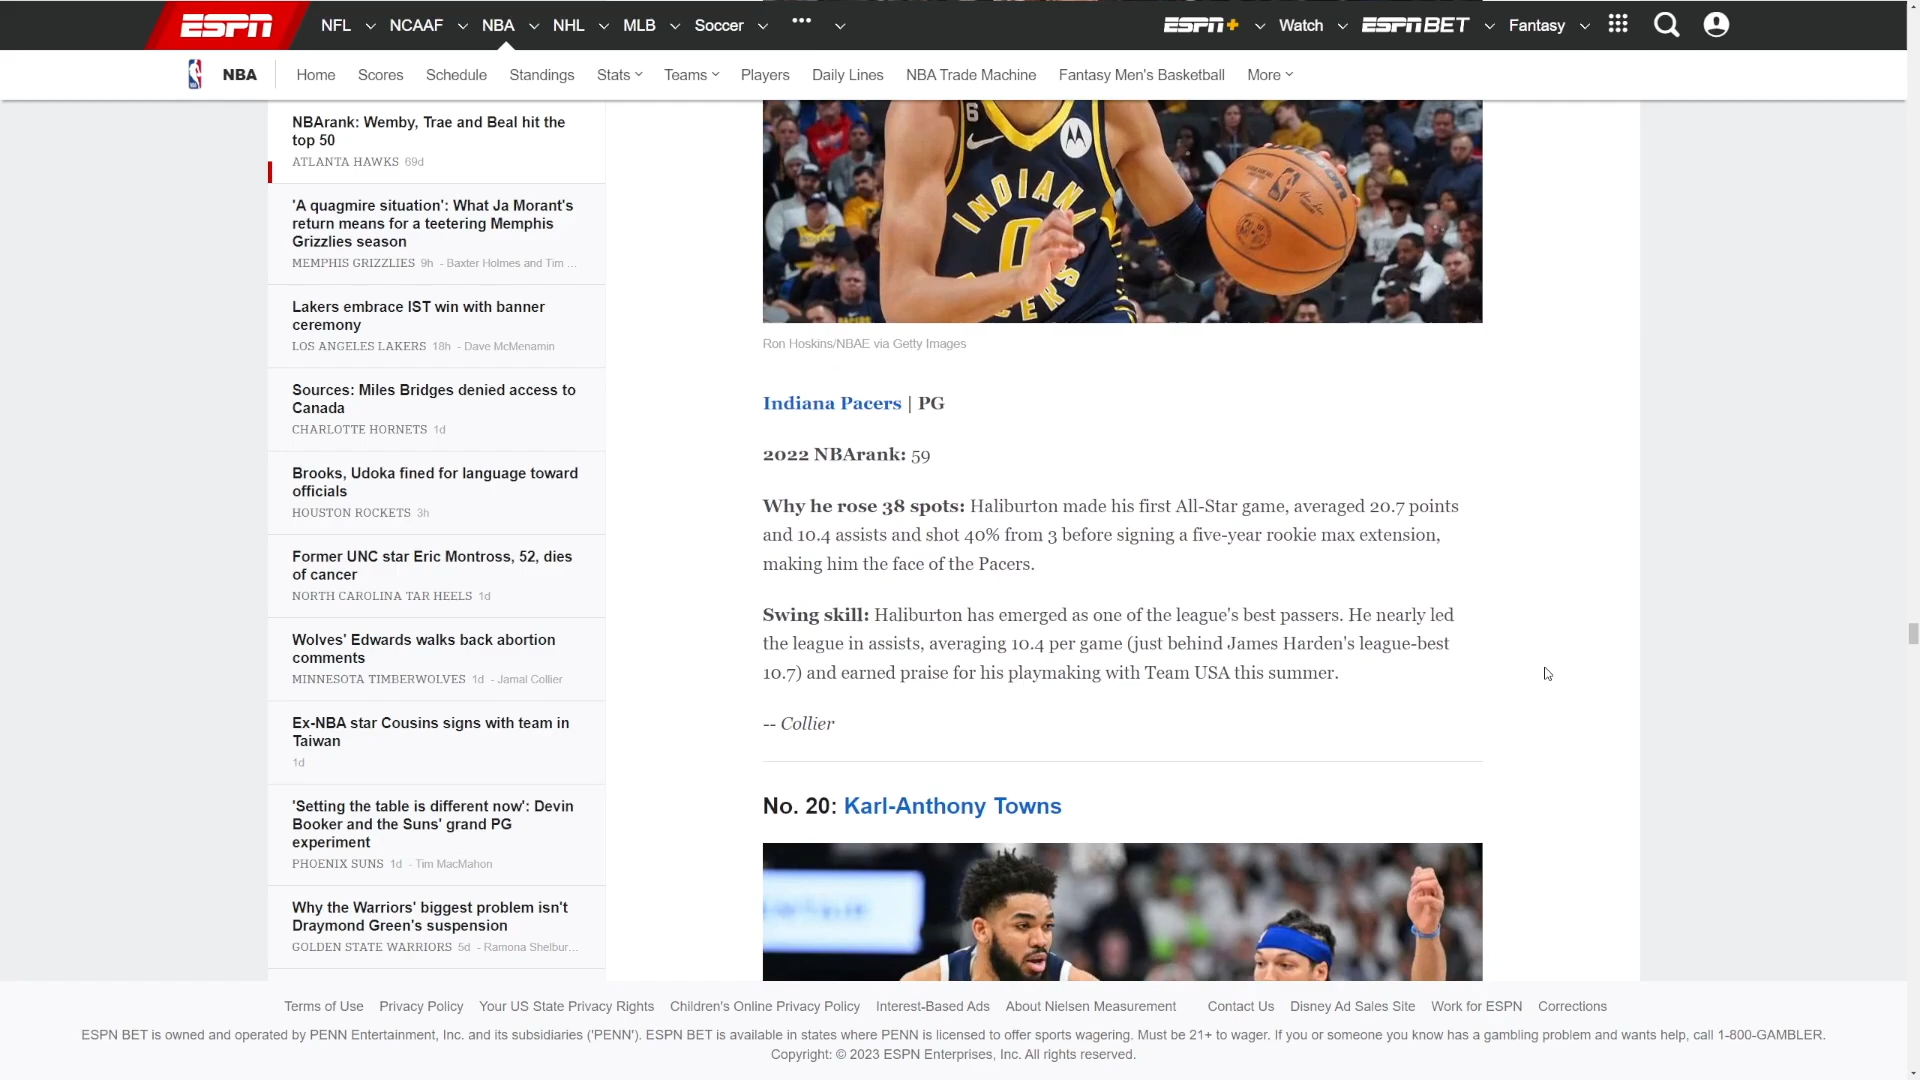 ESPN NFL NCAAF NBA NHL MLB Soccer ••• ESPN+ Watch ESPN BET Fantasy
NBA Home Scores Schedule Standings Stats Teams Players Daily Lines NBA Trade Machine Fantasy Men's Basketball More
NBArank: Wemby, Trae and Beal hit the
top 50
ATLANTA HAWKS 69d
'A quagmire situation': What Ja Morant's
return means for a teetering Memphis
Grizzlies season
MEMPHIS GRIZZLIES 9h - Baxter Holmes and Tim ...
Lakers embrace IST win with banner
ceremony
LOS ANGELES LAKERS 18h - Dave McMenamin
Sources: Miles Bridges denied access to
Canada
CHARLOTTE HORNETS 1d
Brooks, Udoka fined for language toward
officials
HOUSTON ROCKETS 3h
Former UNC star Eric Montross, 52, dies
of cancer
NORTH CAROLINA TAR HEELS 1d
Wolves' Edwards walks back abortion
comments
MINNESOTA TIMBERWOLVES 1d - Jamal Collier
Ex-NBA star Cousins signs with team in
Taiwan
1d
'Setting the table is different now': Devin
Booker and the Suns' grand PG
experiment
PHOENIX SUNS 1d - Tim MacMahon
Why the Warriors' biggest problem isn't
Draymond Green's suspension
GOLDEN STATE WARRIORS 5d - Ramona Shelbur...
6
INDIANA
0
PACERS
Wilson
Ron Hoskins/NBAE via Getty Images
Indiana Pacers | PG
2022 NBArank: 59
Why he rose 38 spots: Haliburton made his first All-Star game, averaged 20.7 points
and 10.4 assists and shot 40% from 3 before signing a five-year rookie max extension,
making him the face of the Pacers.
Swing skill: Haliburton has emerged as one of the league's best passers. He nearly led
the league in assists, averaging 10.4 per game (just behind James Harden's league-best
10.7) and earned praise for his playmaking with Team USA this summer.
-- Collier
No. 20: Karl-Anthony Towns
Terms of Use Privacy Policy Your US State Privacy Rights Children's Online Privacy Policy Interest-Based Ads About Nielsen Measurement Contact Us Disney Ad Sales Site Work for ESPN Corrections
ESPN BET is owned and operated by PENN Entertainment, Inc. and its subsidiaries ('PENN'). ESPN BET is available in states where PENN is licensed to offer sports wagering. Must be 21+ to wager. If you or someone you know has a gambling problem and wants help, call 1-800-GAMBLER.
Copyright: © 2023 ESPN Enterprises, Inc. All rights reserved.